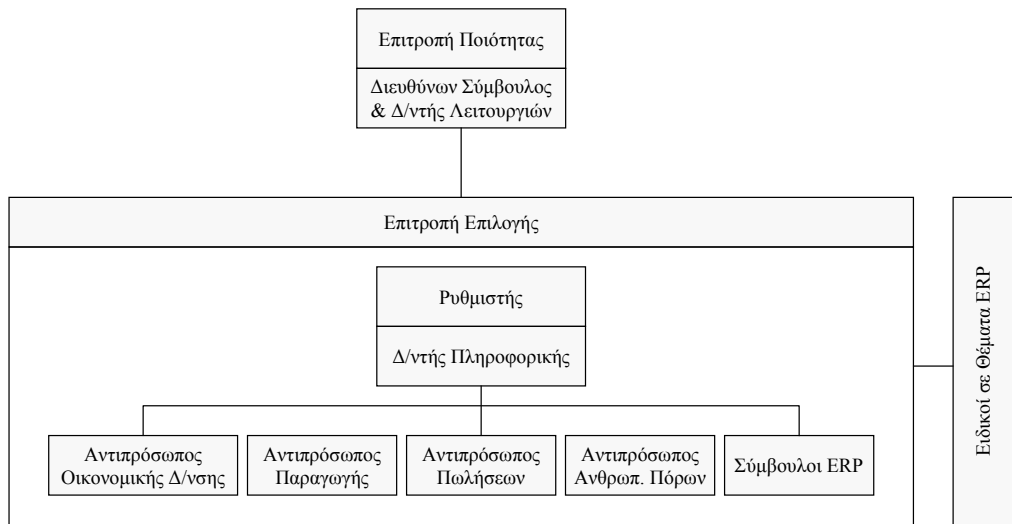 Επιτροπή Ποιότητας
Διευθύνων Σύμβουλος
& Δ/ντής Λειτουργιών
Επιτροπή Επιλογής
Ρυθμιστής
Δ/ντής Πληροφορικής
Αντιπρόσωπος
Οικονομικής Δ/νσης
Αντιπρόσωπος
Παραγωγής
Αντιπρόσωπος
Πωλήσεων
Αντιπρόσωπος
Ανθρωπ. Πόρων
Σύμβουλοι ERP
Ειδικοί σε Θέματα ERP